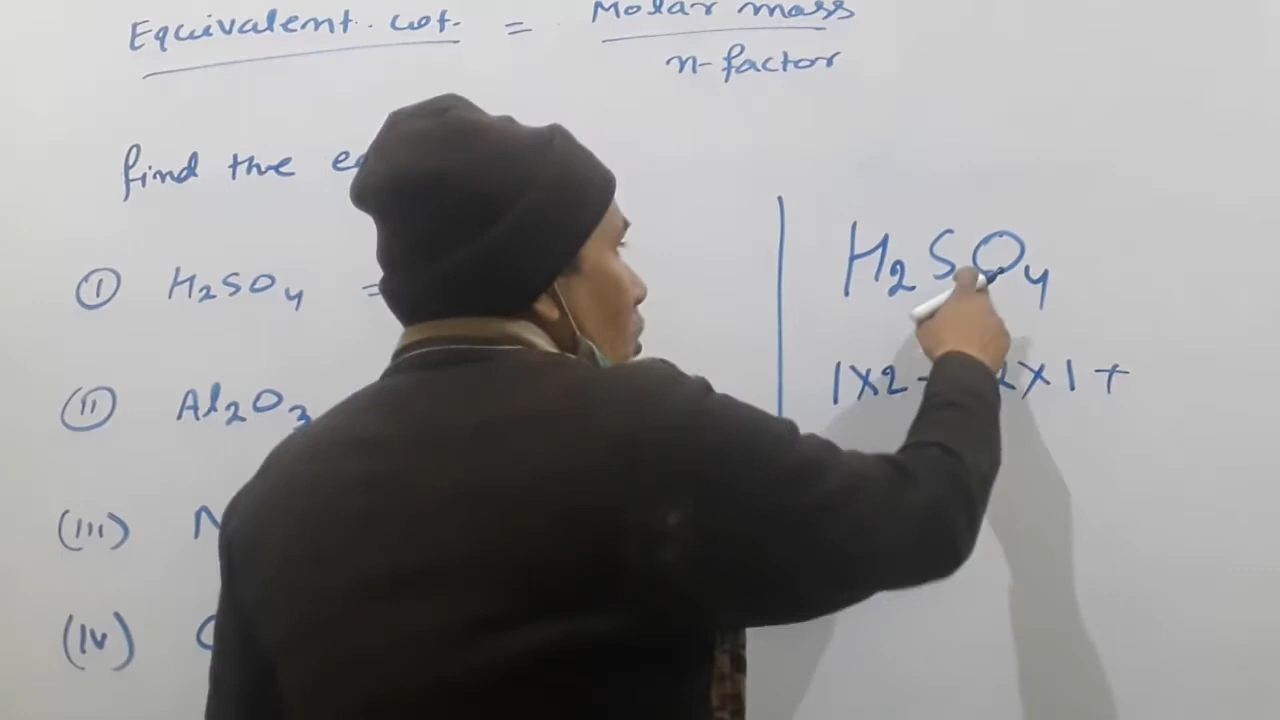 Equivalent. wt. = Molar mass
n-factor
find the
(I) H2SO4 =
(II) Al2O3
(III)
(IV)
H2SO4
1X2 2X1+